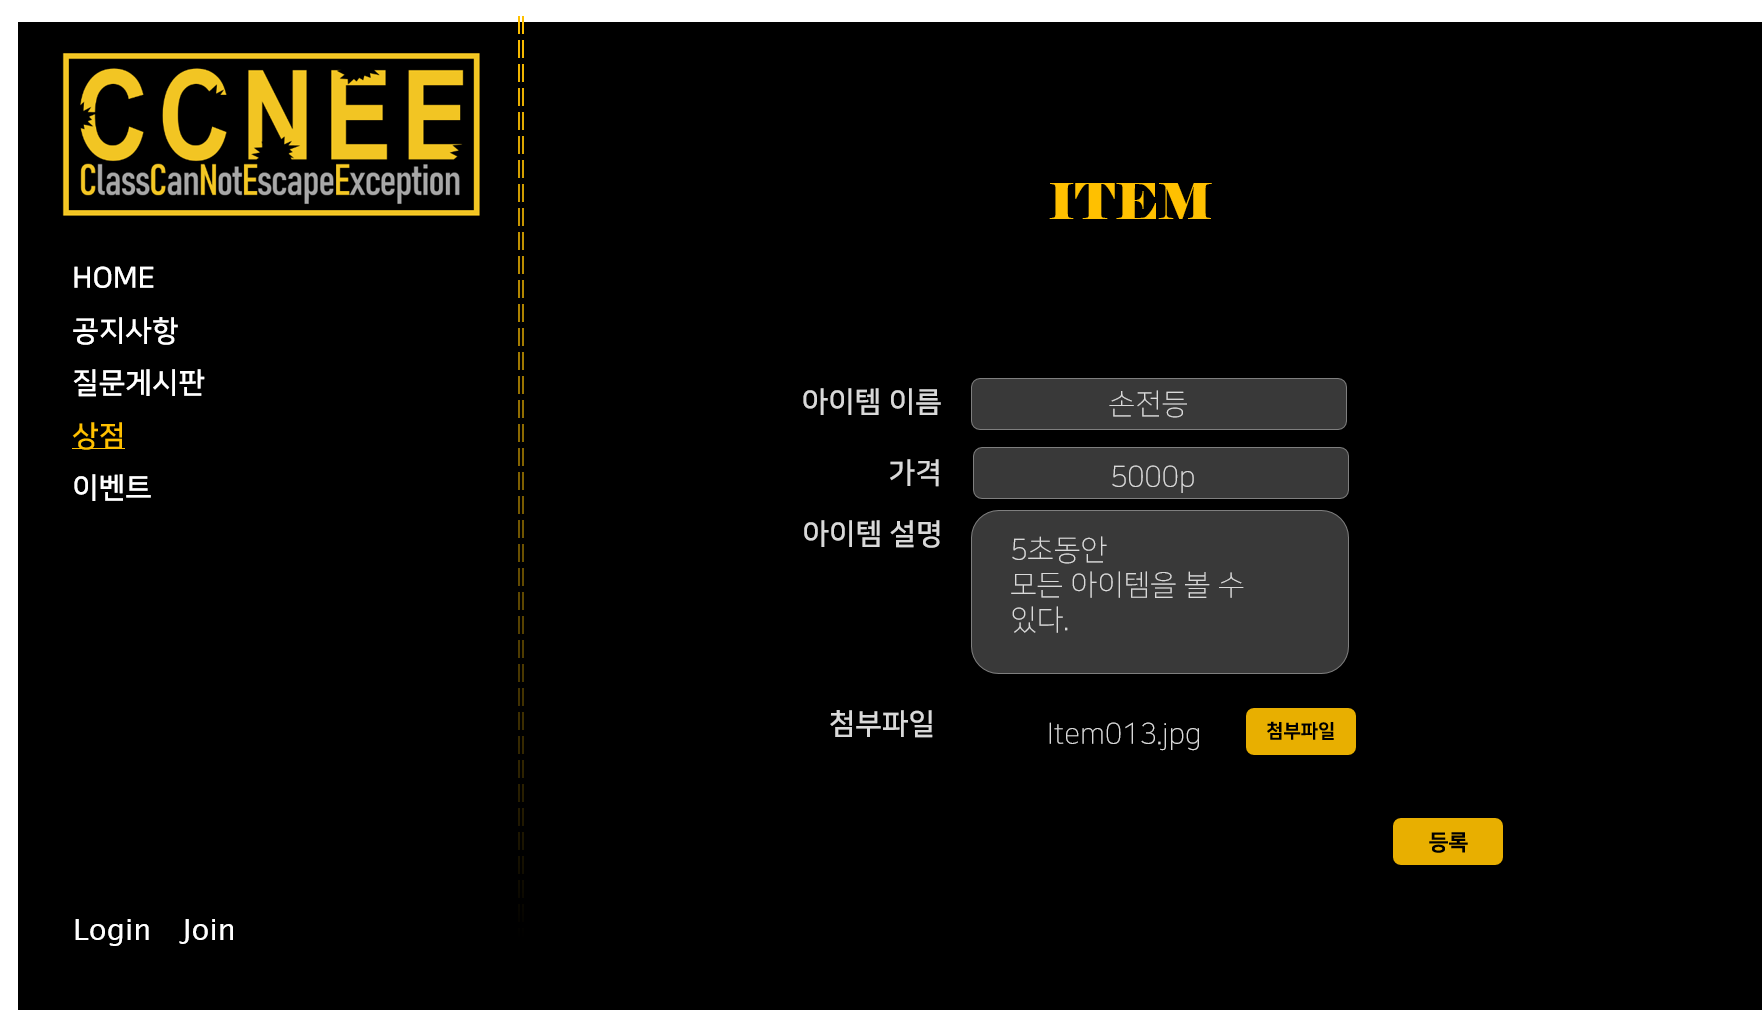 CCNEE
ClassCanNotEscapeException
HOME
공지사항
질문게시판
상점
이벤트
Login Join
ITEM
아이템 이름 손전등
가격 5000p
아이템 설명 5초동안
모든 아이템을 볼 수
있다.
첨부파일 Item013.jpg 첨부파일
등록